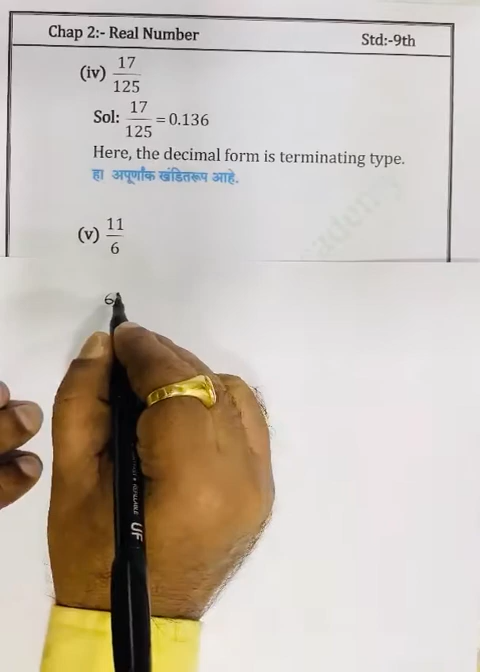 Chap 2:- Real Number Std:-9th
(iv) 17/125
Sol: 17/125 = 0.136
Here, the decimal form is terminating type.
हा अपूर्णांक खंडितरूप आहे.
(v) 11/6
6
UF